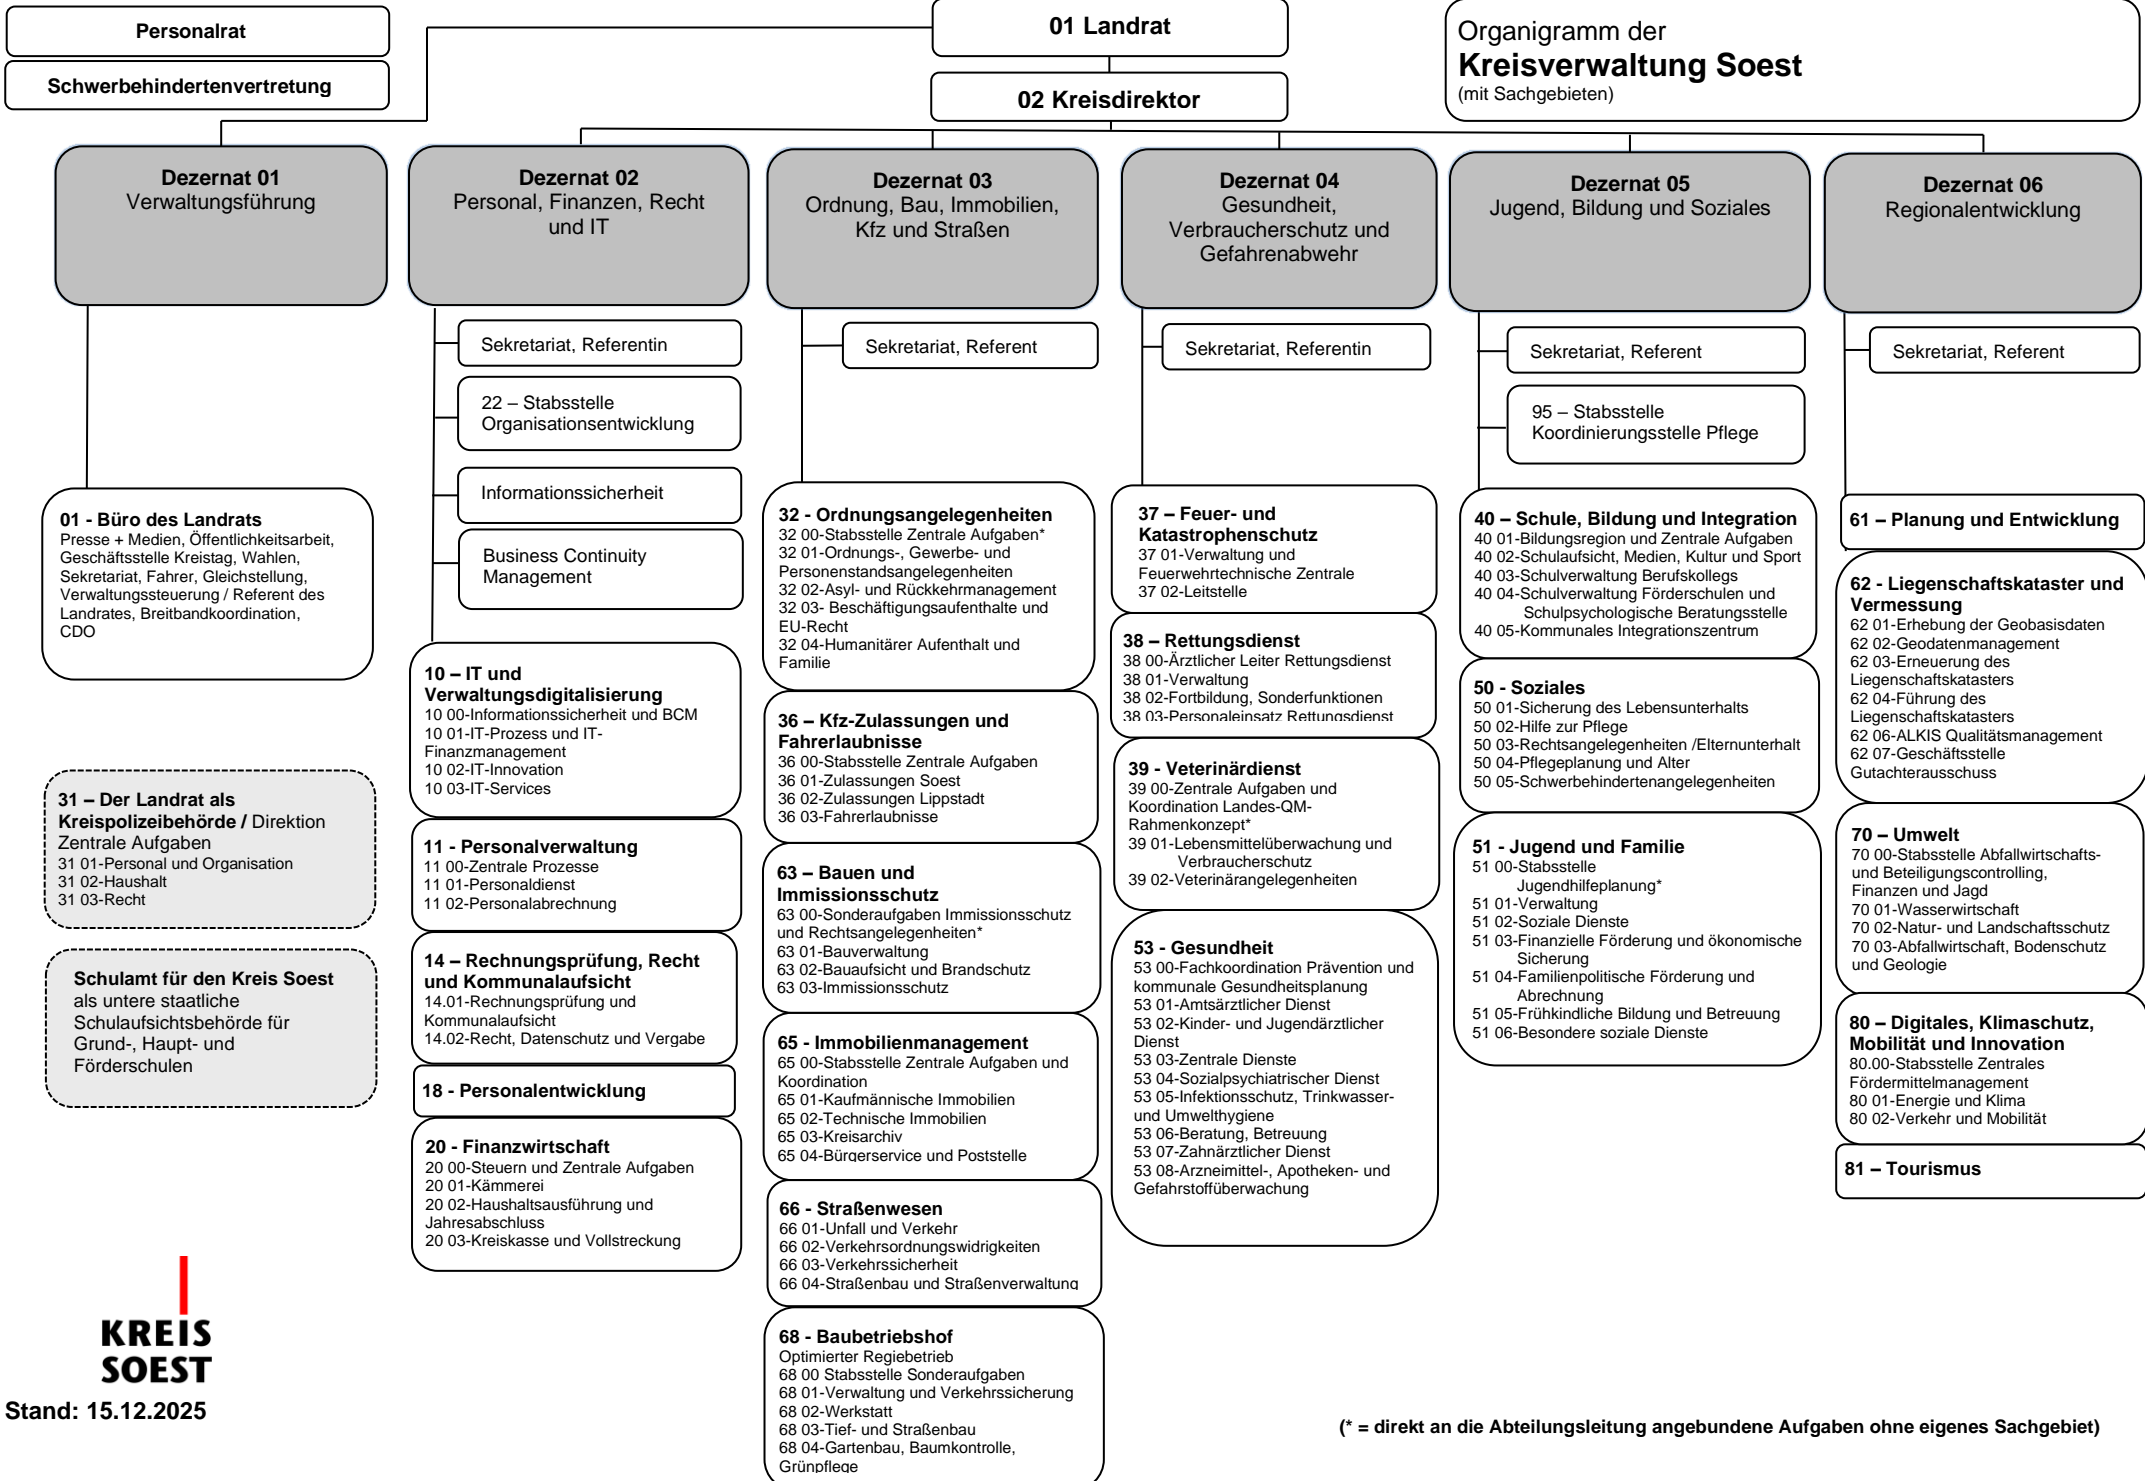 Personalrat
Schwerbehindertenvertretung
01 Landrat
02 Kreisdirektor
Organigramm der
Kreisverwaltung Soest
(mit Sachgebieten)
Dezernat 01
Verwaltungsführung
Dezernat 02
Personal, Finanzen, Recht
und IT
Dezernat 03
Ordnung, Bau, Immobilien,
Kfz und Straßen
Dezernat 04
Gesundheit,
Verbraucherschutz und
Gefahrenabwehr
Dezernat 05
Jugend, Bildung und Soziales
Dezernat 06
Regionalentwicklung
01 - Büro des Landrats
Presse + Medien, Öffentlichkeitsarbeit,
Geschäftsstelle Kreistag, Wahlen,
Sekretariat, Fahrer, Gleichstellung,
Verwaltungssteuerung / Referent des
Landrates, Breitbandkoordination,
CDO
31 – Der Landrat als
Kreispolizeibehörde / Direktion
Zentrale Aufgaben
31 01-Personal und Organisation
31 02-Haushalt
31 03-Recht
Schulamt für den Kreis Soest
als untere staatliche
Schulaufsichtsbehörde für
Grund-, Haupt- und
Förderschulen
Sekretariat, Referentin
22 – Stabsstelle
Organisationsentwicklung
Informationssicherheit
Business Continuity
Management
10 – IT und
Verwaltungsdigitalisierung
10 00-Informationssicherheit und BCM
10 01-IT-Prozess und IT-
Finanzmanagement
10 02-IT-Innovation
10 03-IT-Services
11 - Personalverwaltung
11 00-Zentrale Prozesse
11 01-Personaldienst
11 02-Personalabrechnung
14 – Rechnungsprüfung, Recht
und Kommunalaufsicht
14.01-Rechnungsprüfung und
Kommunalaufsicht
14.02-Recht, Datenschutz und Vergabe
18 - Personalentwicklung
20 - Finanzwirtschaft
20 00-Steuern und Zentrale Aufgaben
20 01-Kämmerei
20 02-Haushaltsausführung und
Jahresabschluss
20 03-Kreiskasse und Vollstreckung
Sekretariat, Referent
32 - Ordnungsangelegenheiten
32 00-Stabsstelle Zentrale Aufgaben*
32 01-Ordnungs-, Gewerbe- und
Personenstandsangelegenheiten
32 02-Asyl- und Rückkehrmanagement
32 03- Beschäftigungsaufenthalte und
EU-Recht
32 04-Humanitärer Aufenthalt und
Familie
36 – Kfz-Zulassungen und
Fahrerlaubnisse
36 00-Stabsstelle Zentrale Aufgaben
36 01-Zulassungen Soest
36 02-Zulassungen Lippstadt
36 03-Fahrerlaubnisse
63 – Bauen und
Immissionsschutz
63 00-Sonderaufgaben Immissionsschutz
und Rechtsangelegenheiten*
63 01-Bauverwaltung
63 02-Bauaufsicht und Brandschutz
63 03-Immissionsschutz
65 - Immobilienmanagement
65 00-Stabsstelle Zentrale Aufgaben und
Koordination
65 01-Kaufmännische Immobilien
65 02-Technische Immobilien
65 03-Kreisarchiv
65 04-Bürgerservice und Poststelle
66 - Straßenwesen
66 01-Unfall und Verkehr
66 02-Verkehrsordnungswidrigkeiten
66 03-Verkehrssicherheit
66 04-Straßenbau und Straßenverwaltung
68 - Baubetriebshof
Optimierter Regiebetrieb
68 00 Stabsstelle Sonderaufgaben
68 01-Verwaltung und Verkehrssicherung
68 02-Werkstatt
68 03-Tief- und Straßenbau
68 04-Gartenbau, Baumkontrolle,
Grünpflege
Sekretariat, Referentin
37 – Feuer- und
Katastrophenschutz
37 01-Verwaltung und
Feuerwehrtechnische Zentrale
37 02-Leitstelle
38 – Rettungsdienst
38 00-Ärztlicher Leiter Rettungsdienst
38 01-Verwaltung
38 02-Fortbildung, Sonderfunktionen
38 03-Personaleinsatz Rettungsdienst
39 - Veterinärdienst
39 00-Zentrale Aufgaben und
Koordination Landes-QM-
Rahmenkonzept*
39 01-Lebensmittelüberwachung und
Verbraucherschutz
39 02-Veterinärangelegenheiten
53 - Gesundheit
53 00-Fachkoordination Prävention und
kommunale Gesundheitsplanung
53 01-Amtsärztlicher Dienst
53 02-Kinder- und Jugendärztlicher
Dienst
53 03-Zentrale Dienste
53 04-Sozialpsychiatrischer Dienst
53 05-Infektionsschutz, Trinkwasser-
und Umwelthygiene
53 06-Beratung, Betreuung
53 07-Zahnärztlicher Dienst
53 08-Arzneimittel-, Apotheken- und
Gefahrstoffüberwachung
Sekretariat, Referent
95 – Stabsstelle
Koordinierungsstelle Pflege
40 – Schule, Bildung und Integration
40 01-Bildungsregion und Zentrale Aufgaben
40 02-Schulaufsicht, Medien, Kultur und Sport
40 03-Schulverwaltung Berufskollegs
40 04-Schulverwaltung Förderschulen und
Schulpsychologische Beratungsstelle
40 05-Kommunales Integrationszentrum
50 - Soziales
50 01-Sicherung des Lebensunterhalts
50 02-Hilfe zur Pflege
50 03-Rechtsangelegenheiten /Elternunterhalt
50 04-Pflegeplanung und Alter
50 05-Schwerbehindertenangelegenheiten
51 - Jugend und Familie
51 00-Stabsstelle
Jugendhilfeplanung*
51 01-Verwaltung
51 02-Soziale Dienste
51 03-Finanzielle Förderung und ökonomische
Sicherung
51 04-Familienpolitische Förderung und
Abrechnung
51 05-Frühkindliche Bildung und Betreuung
51 06-Besondere soziale Dienste
Sekretariat, Referent
61 – Planung und Entwicklung
62 - Liegenschaftskataster und
Vermessung
62 01-Erhebung der Geobasisdaten
62 02-Geodatenmanagement
62 03-Erneuerung des
Liegenschaftskatasters
62 04-Führung des
Liegenschaftskatasters
62 06-ALKIS Qualitätsmanagement
62 07-Geschäftsstelle
Gutachterausschuss
70 – Umwelt
70 00-Stabsstelle Abfallwirtschafts-
und Beteiligungscontrolling,
Finanzen und Jagd
70 01-Wasserwirtschaft
70 02-Natur- und Landschaftsschutz
70 03-Abfallwirtschaft, Bodenschutz
und Geologie
80 – Digitales, Klimaschutz,
Mobilität und Innovation
80.00-Stabsstelle Zentrales
Fördermittelmanagement
80 01-Energie und Klima
80 02-Verkehr und Mobilität
81 – Tourismus
KREIS
SOEST
Stand: 15.12.2025
(* = direkt an die Abteilungsleitung angebundene Aufgaben ohne eigenes Sachgebiet)